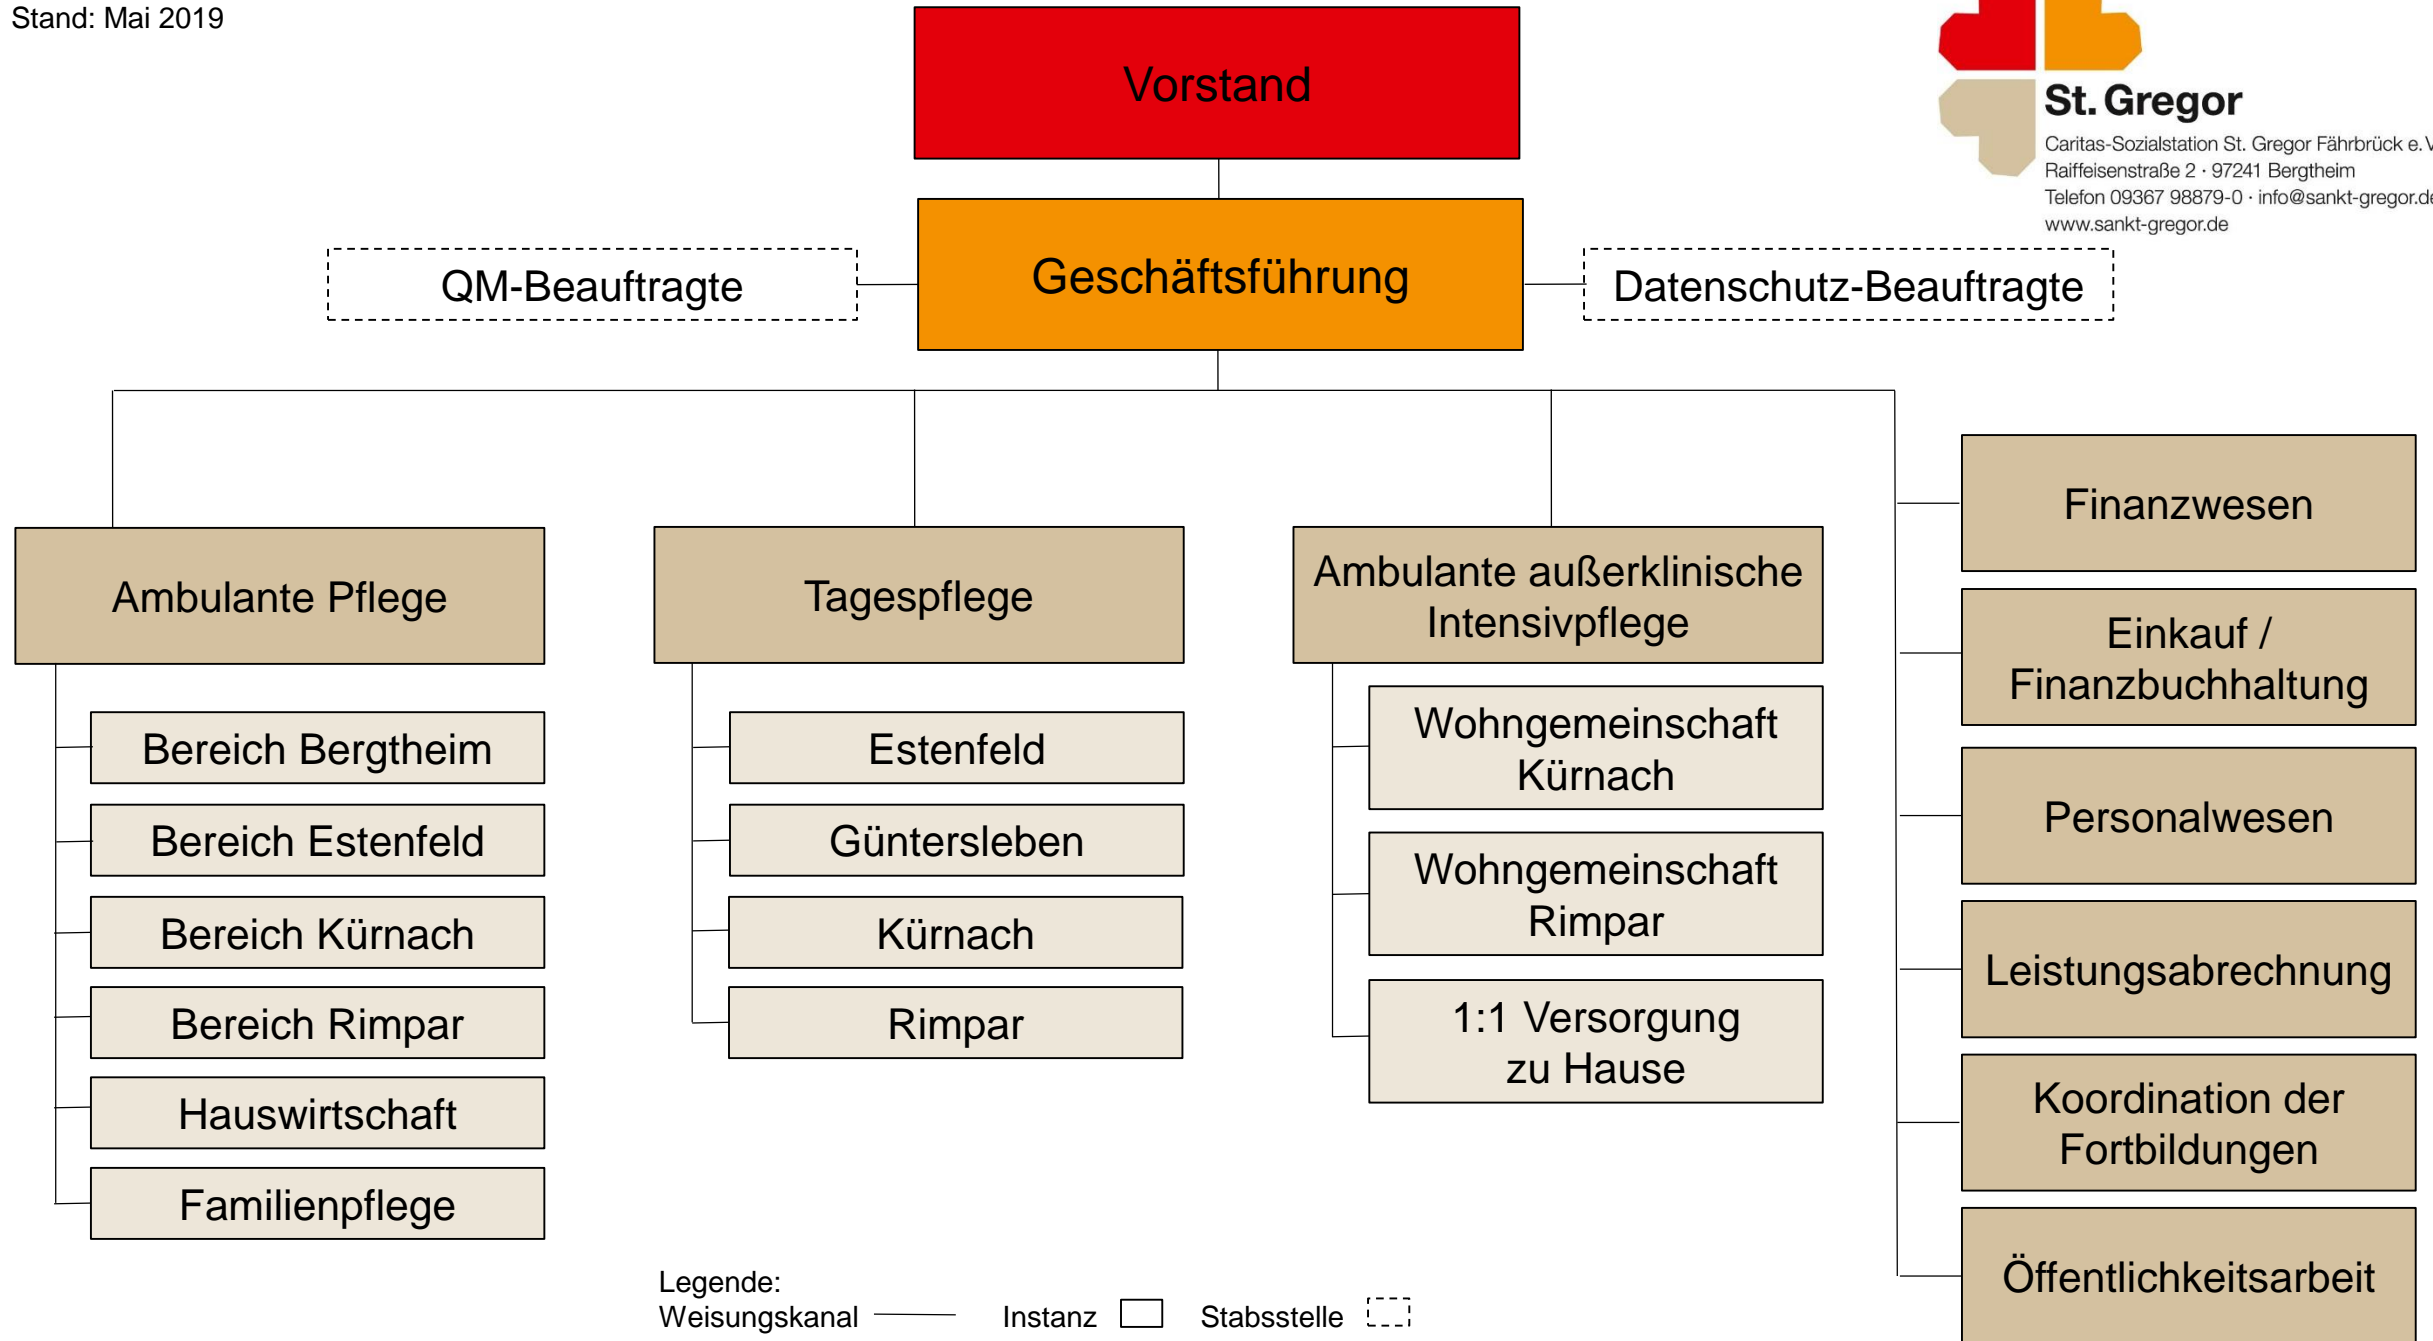 Stand: Mai 2019
Vorstand
St. Gregor
Caritas-Sozialstation St. Gregor Fährbrück e.V
Raiffeisenstraße 2 · 97241 Bergtheim
Telefon 09367 98879-0 · info@sankt-gregor.de
www.sankt-gregor.de
QM-Beauftragte
Geschäftsführung
Datenschutz-Beauftragte
Ambulante Pflege
Bereich Bergtheim
Bereich Estenfeld
Bereich Kürnach
Bereich Rimpar
Hauswirtschaft
Familienpflege
Tagespflege
Estenfeld
Güntersleben
Kürnach
Rimpar
Ambulante außerklinische
Intensivpflege
Wohngemeinschaft
Kürnach
Wohngemeinschaft
Rimpar
1:1 Versorgung
zu Hause
Finanzwesen
Einkauf /
Finanzbuchhaltung
Personalwesen
Leistungsabrechnung
Koordination der
Fortbildungen
Öffentlichkeitsarbeit
Legende:
Weisungskanal Instanz Stabsstelle